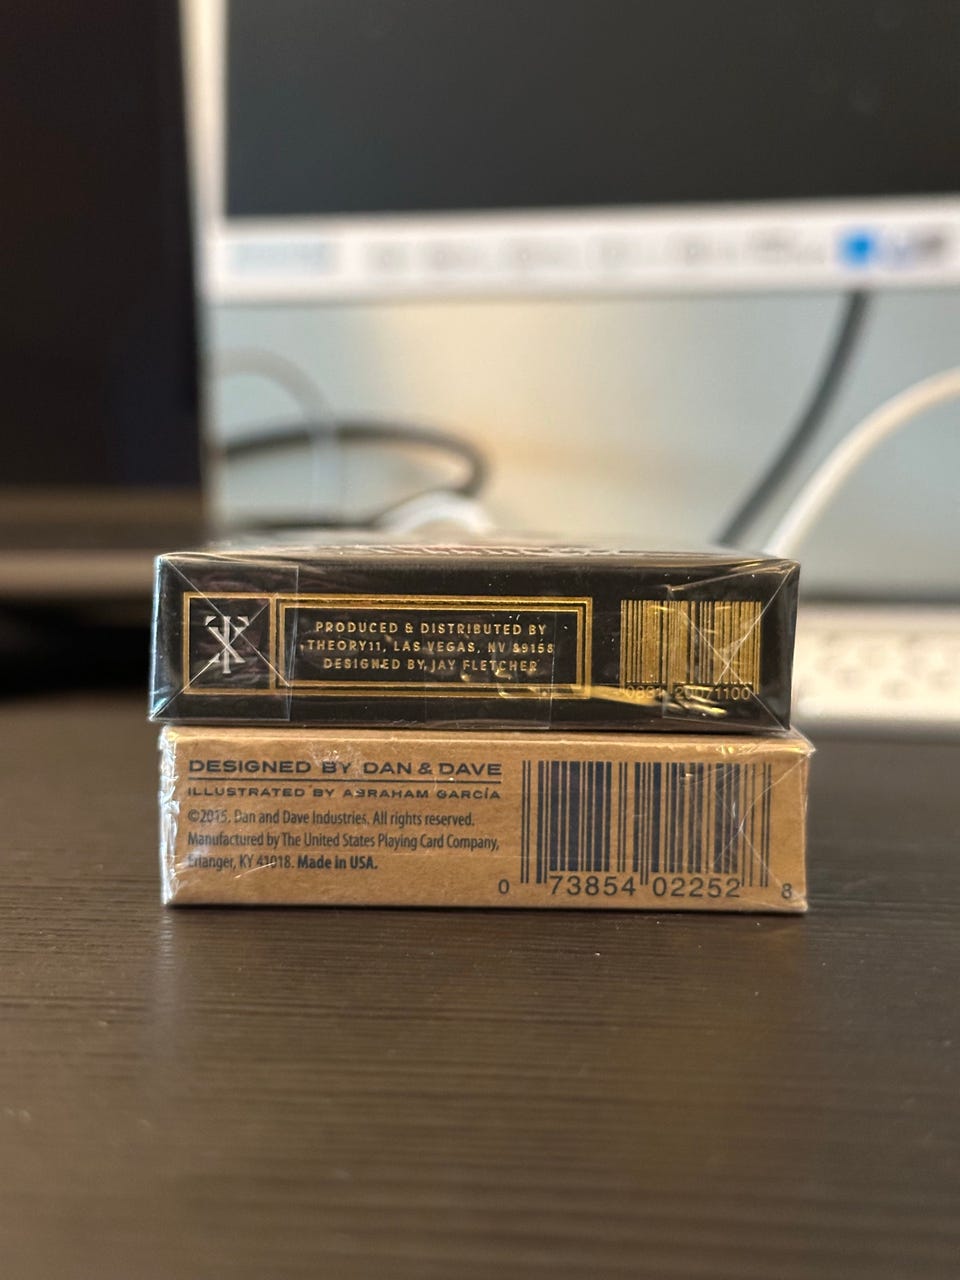 PRODUCED & DISTRIBUTED BY
THEORY11, LAS VEGAS, NV 89158
DESIGNED BY JAY FLETCHER
20071100
DESIGNED BY DAN & DAVE
ILLUSTRATED BY ABRAHAM GARCÍA
©2015. Dan and Dave Industries. All rights reserved.
Manufactured by The United States Playing Card Company,
Erlanger, KY 41018. Made in USA.
0 73854 02252 8